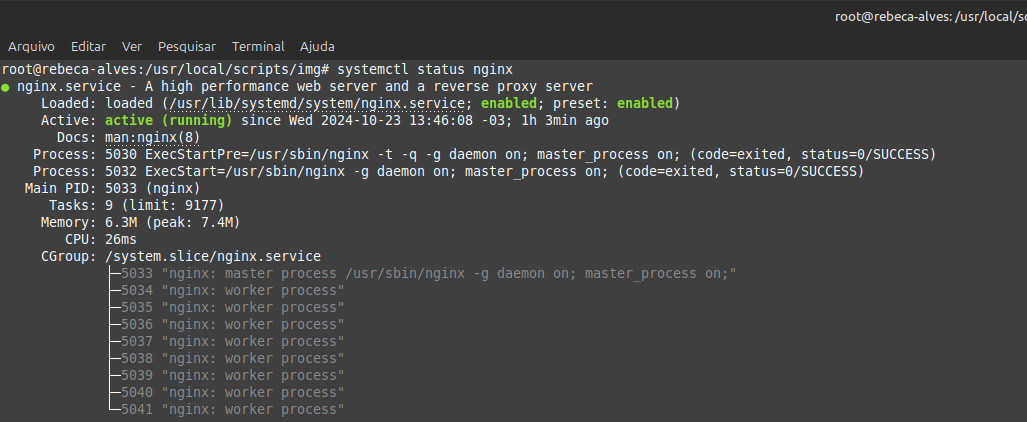 root@rebeca-alves: /usr/local/sc
Arquivo Editar Ver Pesquisar Terminal Ajuda
root@rebeca-alves:/usr/local/scripts/img# systemctl status nginx
● nginx.service - A high performance web server and a reverse proxy server
Loaded: loaded (/usr/lib/systemd/system/nginx.service; enabled; preset: enabled)
Active: active (running) since Wed 2024-10-23 13:46:08 -03; 1h 3min ago
Docs: man:nginx(8)
Process: 5030 ExecStartPre=/usr/sbin/nginx -t -q -g daemon on; master_process on; (code=exited, status=0/SUCCESS)
Process: 5032 ExecStart=/usr/sbin/nginx -g daemon on; master_process on; (code=exited, status=0/SUCCESS)
Main PID: 5033 (nginx)
Tasks: 9 (limit: 9177)
Memory: 6.3M (peak: 7.4M)
CPU: 26ms
CGroup: /system.slice/nginx.service
├─5033 "nginx: master process /usr/sbin/nginx -g daemon on; master_process on;"
├─5034 "nginx: worker process"
├─5035 "nginx: worker process"
├─5036 "nginx: worker process"
├─5037 "nginx: worker process"
├─5038 "nginx: worker process"
├─5039 "nginx: worker process"
├─5040 "nginx: worker process"
└─5041 "nginx: worker process"